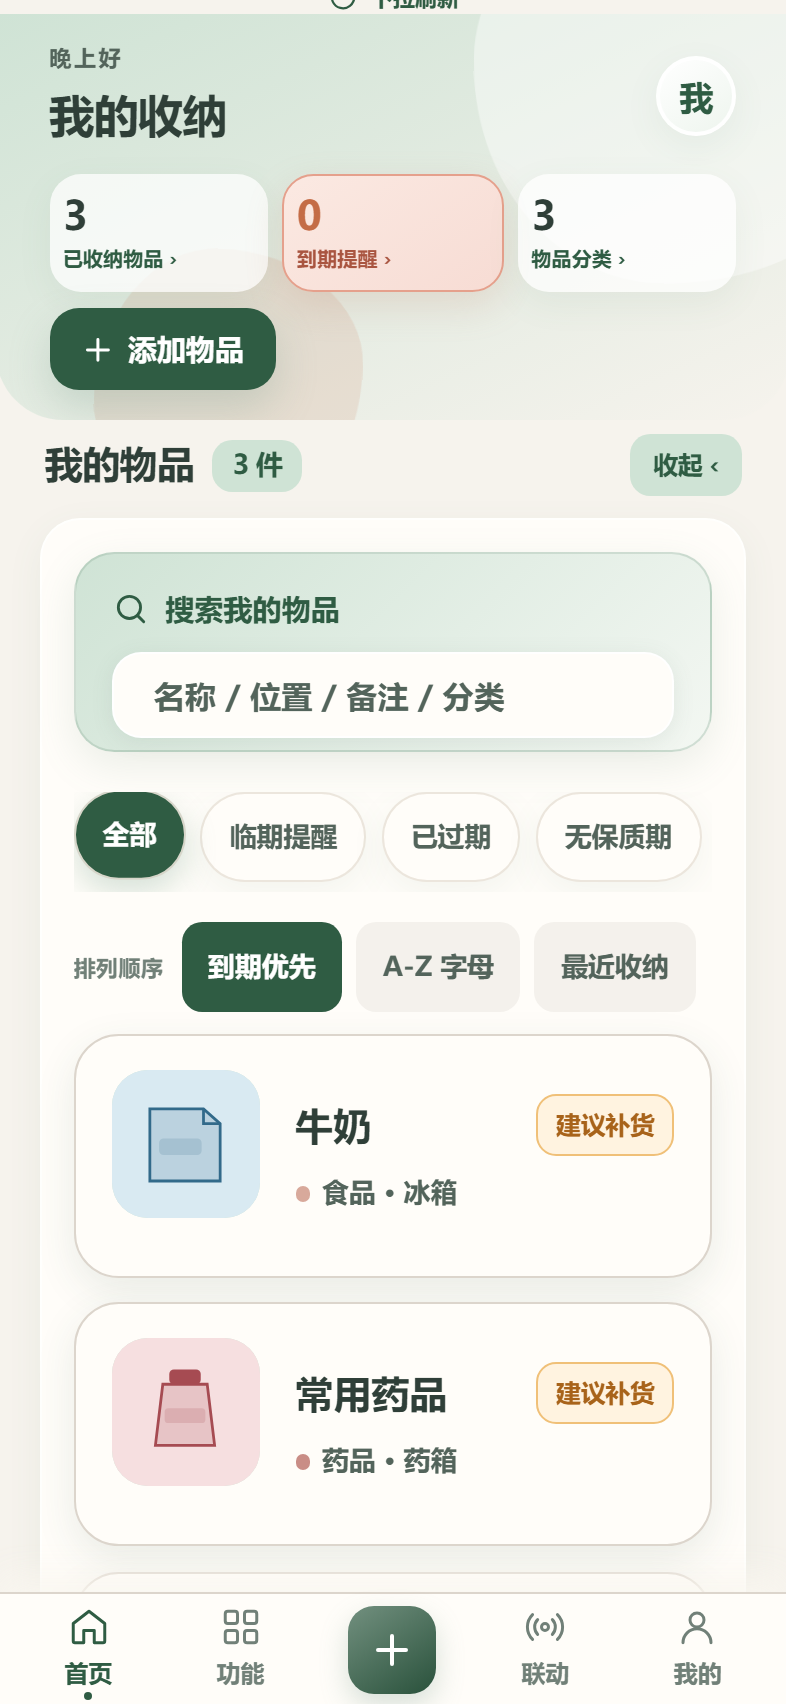 下拉刷新
晚上好
我的收纳
我
3
已收纳物品 ›
0
到期提醒 ›
3
物品分类 ›
+ 添加物品
我的物品
3 件
收起 ‹
搜索我的物品
名称 / 位置 / 备注 / 分类
全部
临期提醒
已过期
无保质期
排列顺序
到期优先
A-Z 字母
最近收纳
牛奶
建议补货
食品 • 冰箱
常用药品
建议补货
药品 • 药箱
首页
功能
联动
我的